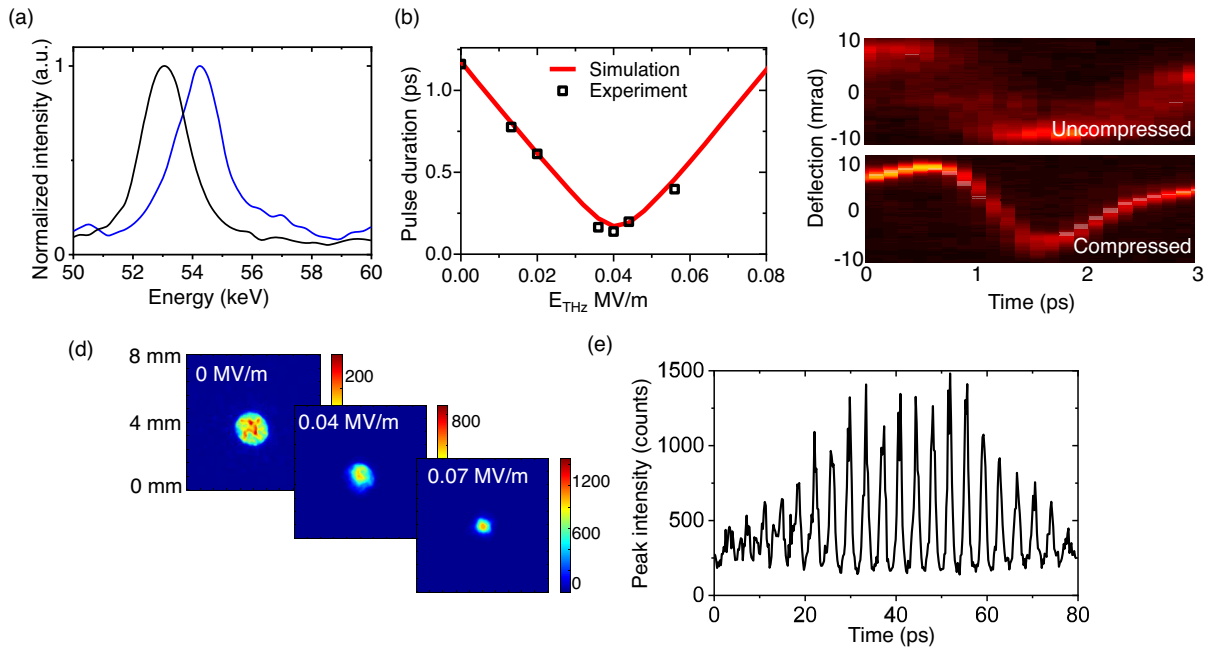 (a)
Normalized intensity (a.u.)
1
0
50 52 54 56 58 60
Energy (keV)
(b)
Pulse duration (ps)
1.5
1.0
0.5
0.0
Simulation
Experiment
0.00 0.02 0.04 0.06 0.08
E_THz MV/m
(c)
Deflection (mrad)
10
0
-10
Uncompressed
10
0
-10
Compressed
0 1 2 3
Time (ps)
(d)
8 mm
4 mm
0 mm
0 MV/m
200
0.04 MV/m
800
0.07 MV/m
1200
600
0
(e)
Peak intensity (counts)
1500
1000
500
0
0 20 40 60 80
Time (ps)